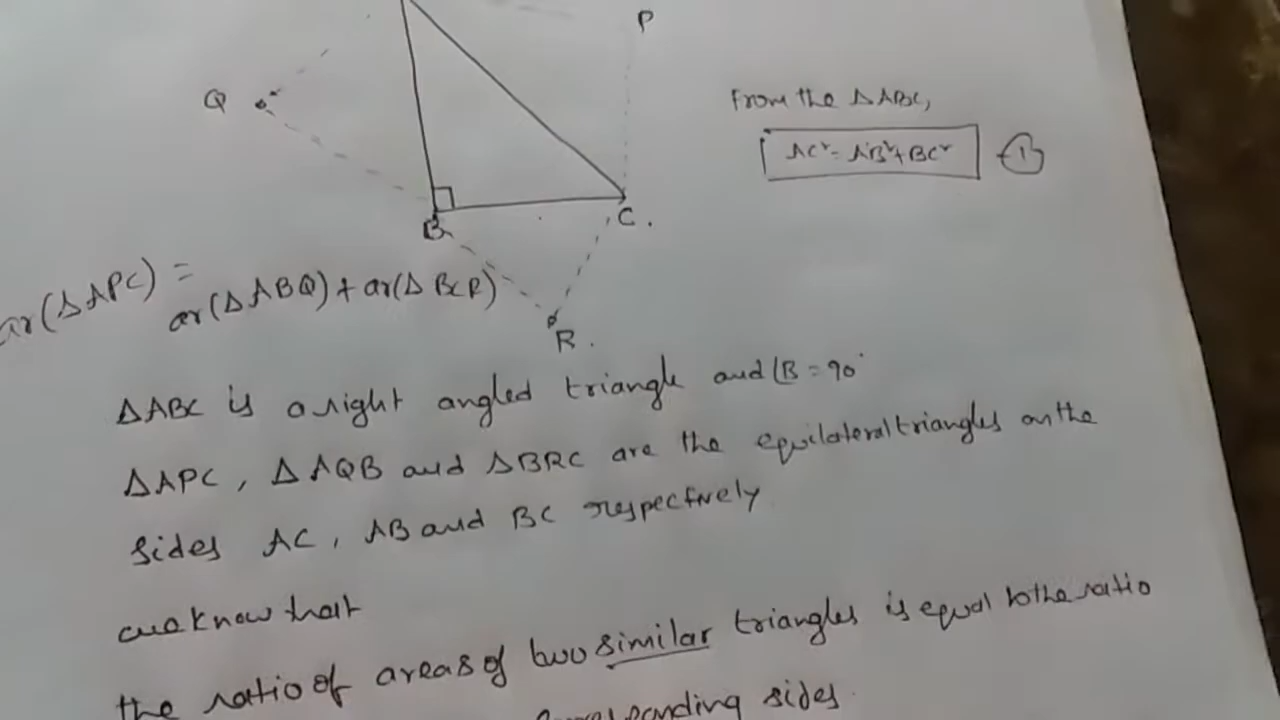 P
Q
From the ΔABC,
AC² = AB² + BC² ①
B
C.
ar(ΔAPC) =
ar(ΔABQ) + ar(ΔBCR)
R.
ΔABC is a right angled triangle and ∠B = 90°
ΔAPC, ΔAQB and ΔBRC are the equilateral triangles on the
sides AC, AB and BC respectively
we know that
the ratio of areas of two similar triangles is equal to the ratio
corresponding sides.